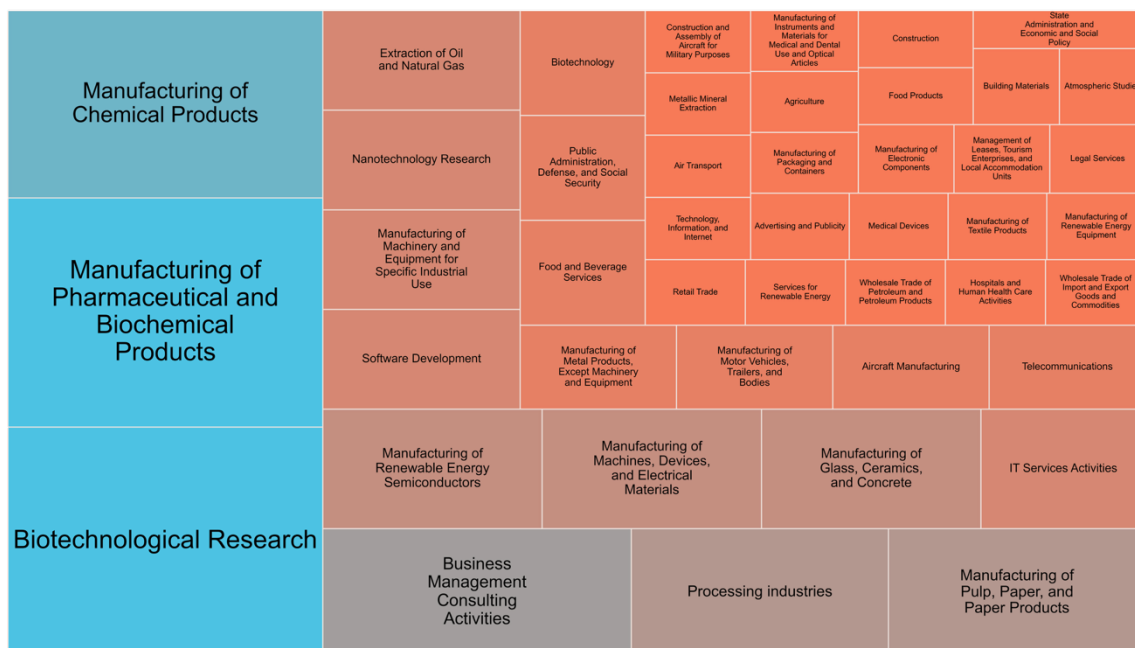 Manufacturing of
Chemical Products
Manufacturing of
Pharmaceutical and
Biochemical
Products
Biotechnological Research
Extraction of Oil
and Natural Gas
Nanotechnology Research
Manufacturing of
Machinery and
Equipment for
Specific Industrial
Use
Software Development
Biotechnology
Public
Administration,
Defense, and Social
Security
Food and Beverage
Services
Construction and
Assembly of
Aircraft for
Military Purposes
Manufacturing of
Instruments and
Materials for
Medical and Dental
Use and Optical
Articles
Construction
State
Administration and
Economic and Social
Policy
Metallic Mineral
Extraction
Agriculture
Food Products
Building Materials
Atmospheric Studie
Air Transport
Manufacturing of
Packaging and
Containers
Manufacturing of
Electronic
Components
Management of
Leases, Tourism
Enterprises, and
Local Accommodation
Units
Legal Services
Technology,
Information, and
Internet
Advertising and Publicity
Medical Devices
Manufacturing of
Textile Products
Manufacturing of
Renewable Energy
Equipment
Retail Trade
Services for
Renewable Energy
Wholesale Trade of
Petroleum and
Petroleum Products
Hospitals and
Human Health Care
Activities
Wholesale Trade of
Import and Export
Goods and
Commodities
Manufacturing of
Metal Products,
Except Machinery
and Equipment
Manufacturing of
Motor Vehicles,
Trailers, and
Bodies
Aircraft Manufacturing
Telecommunications
Manufacturing of
Renewable Energy
Semiconductors
Manufacturing of
Machines, Devices,
and Electrical
Materials
Manufacturing of
Glass, Ceramics,
and Concrete
IT Services Activities
Business
Management
Consulting
Activities
Processing industries
Manufacturing of
Pulp, Paper, and
Paper Products